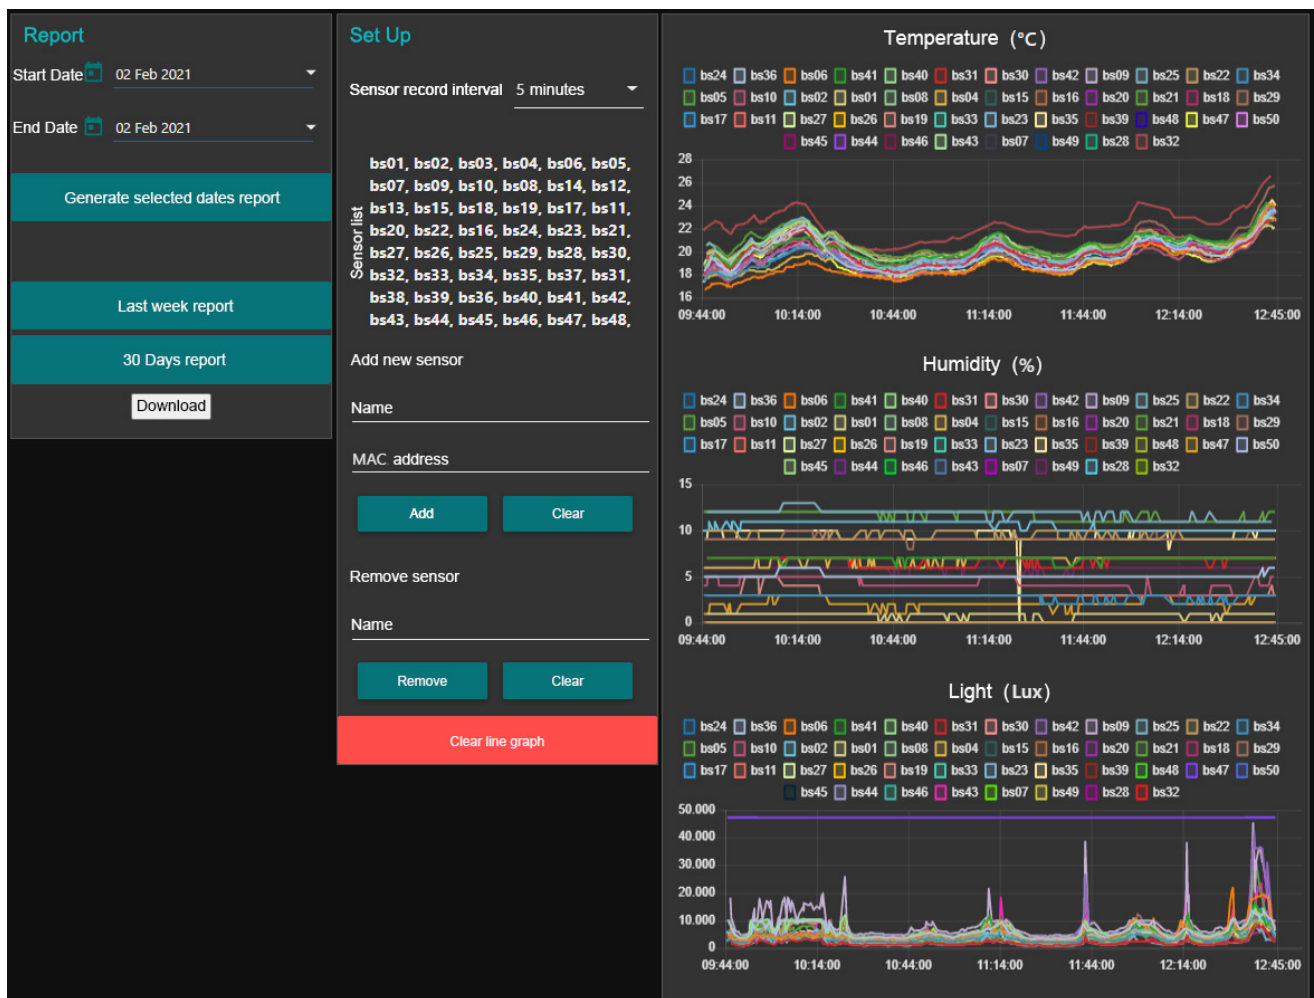 Report
Start Date 02 Feb 2021
End Date 02 Feb 2021
Generate selected dates report
Last week report
30 Days report
Download
Set Up
Sensor record interval 5 minutes
Sensor list
bs01, bs02, bs03, bs04, bs06, bs05,
bs07, bs09, bs10, bs08, bs14, bs12,
bs13, bs15, bs18, bs19, bs17, bs11,
bs20, bs22, bs16, bs24, bs23, bs21,
bs27, bs26, bs25, bs29, bs28, bs30,
bs32, bs33, bs34, bs35, bs37, bs31,
bs38, bs39, bs36, bs40, bs41, bs42,
bs43, bs44, bs45, bs46, bs47, bs48,
Add new sensor
Name
MAC address
Add Clear
Remove sensor
Name
Remove Clear
Clear line graph
Temperature (°C)
bs24 bs36 bs06 bs41 bs40 bs31 bs30 bs42 bs09 bs25 bs22 bs34
bs05 bs10 bs02 bs01 bs08 bs04 bs15 bs16 bs20 bs21 bs18 bs29
bs17 bs11 bs27 bs26 bs19 bs33 bs23 bs35 bs39 bs48 bs47 bs50
bs45 bs44 bs46 bs43 bs07 bs49 bs28 bs32
28
26
24
22
20
18
16
09:44:00 10:14:00 10:44:00 11:14:00 11:44:00 12:14:00 12:45:00
Humidity (%)
bs24 bs36 bs06 bs41 bs40 bs31 bs30 bs42 bs09 bs25 bs22 bs34
bs05 bs10 bs02 bs01 bs08 bs04 bs15 bs16 bs20 bs21 bs18 bs29
bs17 bs11 bs27 bs26 bs19 bs33 bs23 bs35 bs39 bs48 bs47 bs50
bs45 bs44 bs46 bs43 bs07 bs49 bs28 bs32
15
10
5
0
09:44:00 10:14:00 10:44:00 11:14:00 11:44:00 12:14:00 12:45:00
Light (Lux)
bs24 bs36 bs06 bs41 bs40 bs31 bs30 bs42 bs09 bs25 bs22 bs34
bs05 bs10 bs02 bs01 bs08 bs04 bs15 bs16 bs20 bs21 bs18 bs29
bs17 bs11 bs27 bs26 bs19 bs33 bs23 bs35 bs39 bs48 bs47 bs50
bs45 bs44 bs46 bs43 bs07 bs49 bs28 bs32
50.000
40.000
30.000
20.000
10.000
0
09:44:00 10:14:00 10:44:00 11:14:00 11:44:00 12:14:00 12:45:00